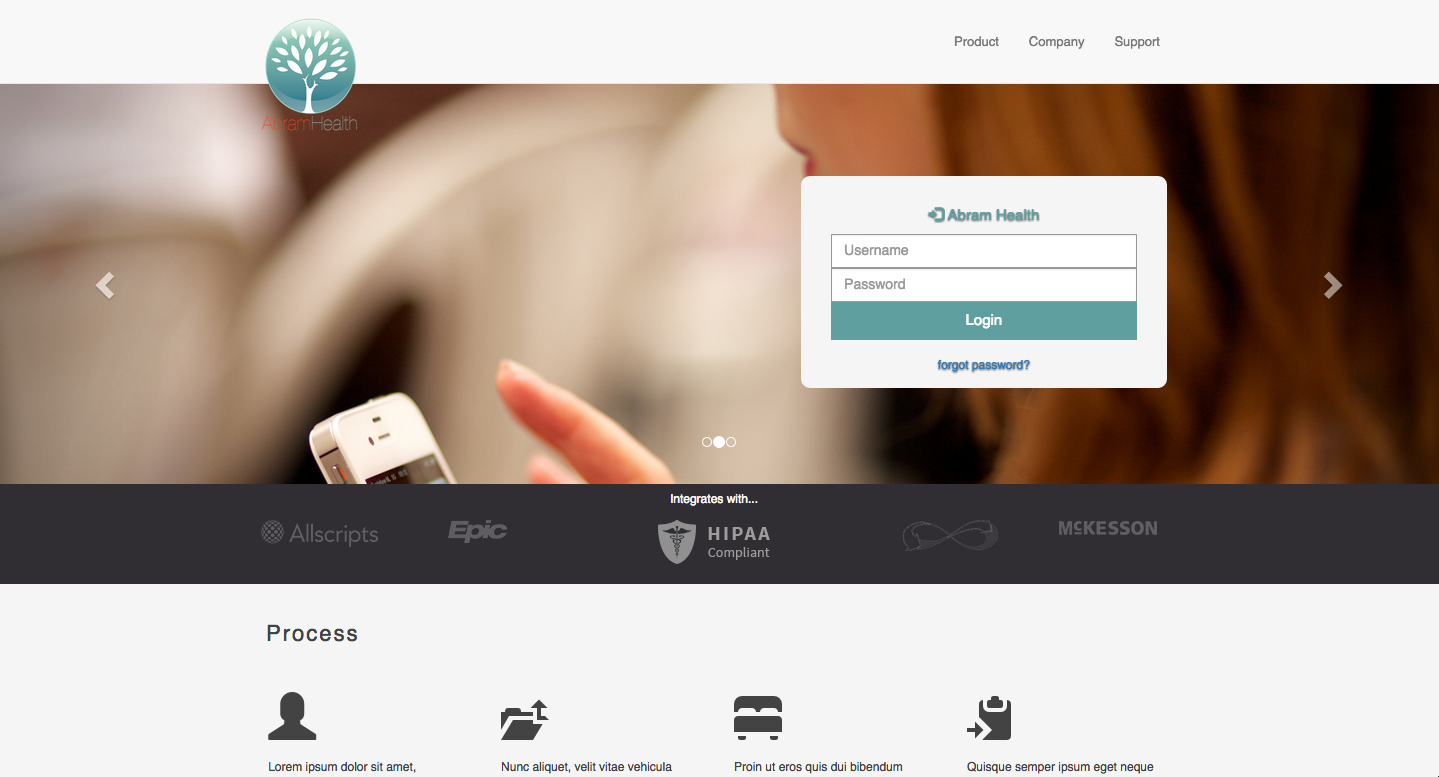 Product Company Support
AbramHealth
Abram Health
Username
Password
Login
forgot password?
Integrates with...
Allscripts Epic HIPAA McKESSON
Compliant
Process
Lorem ipsum dolor sit amet, Nunc aliquet, velit vitae vehicula Proin ut eros quis dui bibendum Quisque semper ipsum eget neque